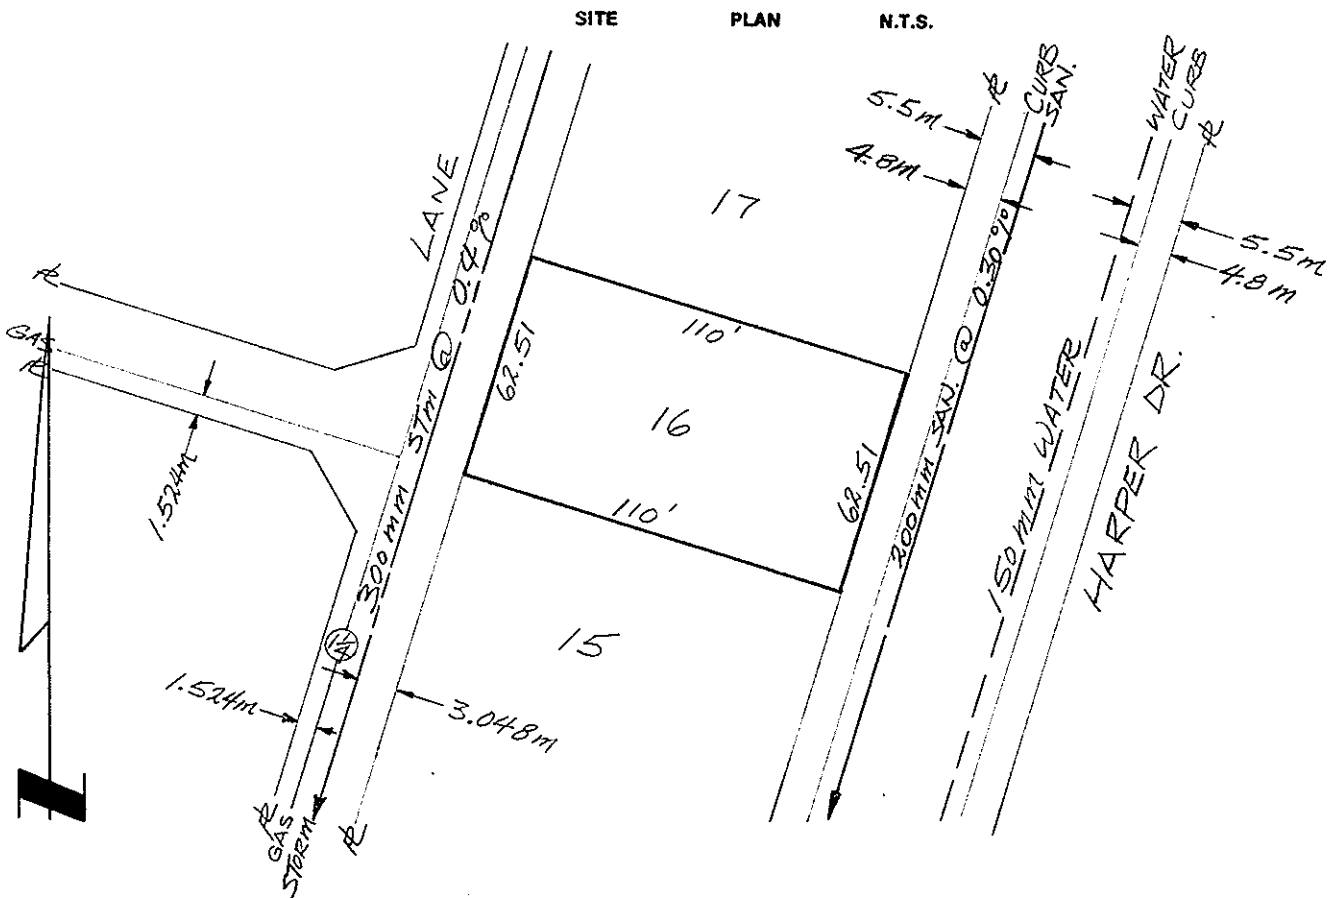 SITE PLAN N.T.S.
CURB
SAN.
WATER
CURB
℄
℄
5.5m
4.8m
5.5m
4.8m
LANE
17
℄
GAS
℄
300mm STM @ 0.4%
62.51
110'
16
62.51
110'
200mm SAN. @ 0.30%
150mm WATER
HARPER DR.
1.524m
15
1.524m
3.048m
℄
GAS
STORM
℄
N